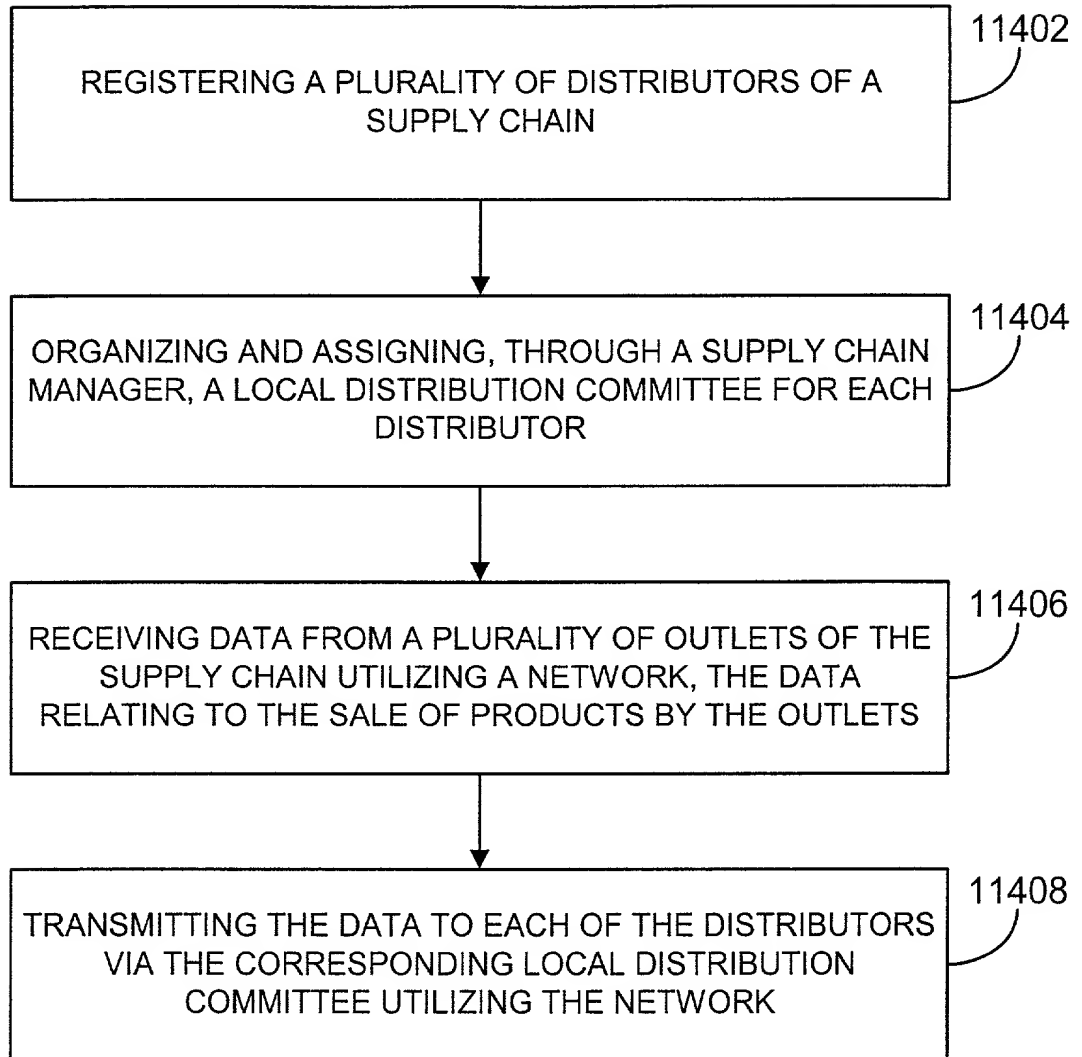 11402
REGISTERING A PLURALITY OF DISTRIBUTORS OF A
SUPPLY CHAIN
11404
ORGANIZING AND ASSIGNING, THROUGH A SUPPLY CHAIN
MANAGER, A LOCAL DISTRIBUTION COMMITTEE FOR EACH
DISTRIBUTOR
11406
RECEIVING DATA FROM A PLURALITY OF OUTLETS OF THE
SUPPLY CHAIN UTILIZING A NETWORK, THE DATA
RELATING TO THE SALE OF PRODUCTS BY THE OUTLETS
11408
TRANSMITTING THE DATA TO EACH OF THE DISTRIBUTORS
VIA THE CORRESPONDING LOCAL DISTRIBUTION
COMMITTEE UTILIZING THE NETWORK